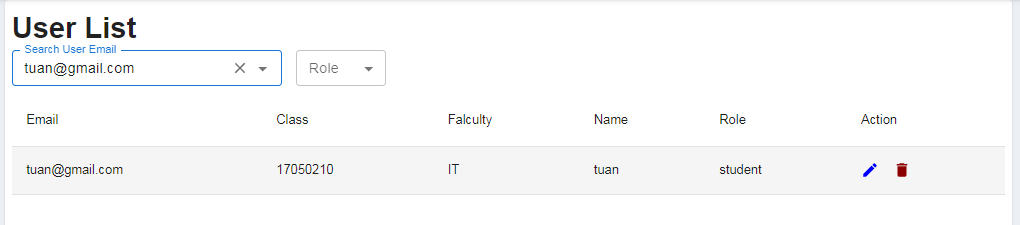 User List
Search User Email
tuan@gmail.com Role
Email Class Falculty Name Role Action
tuan@gmail.com 17050210 IT tuan student